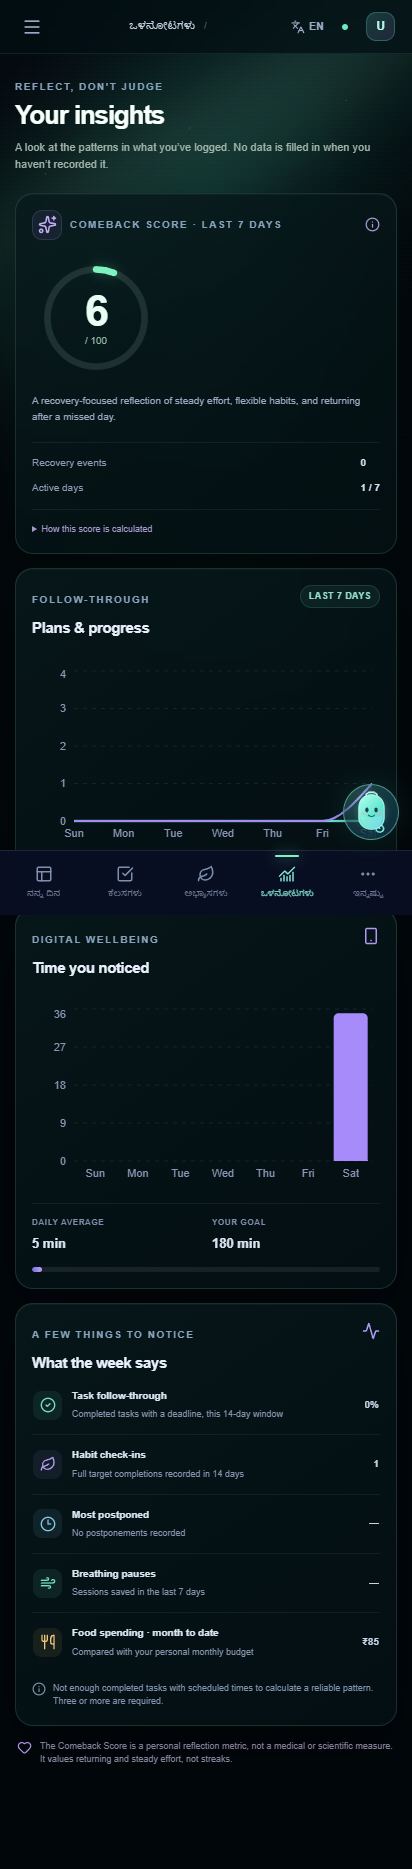 ಒಳನೋಟಗಳು /
EN
U
REFLECT, DON'T JUDGE
Your insights
A look at the patterns in what you've logged. No data is filled in when you
haven't recorded it.
COMEBACK SCORE · LAST 7 DAYS
6
/ 100
A recovery-focused reflection of steady effort, flexible habits, and returning
after a missed day.
Recovery events 0
Active days 1 / 7
▶ How this score is calculated
FOLLOW-THROUGH
LAST 7 DAYS
Plans & progress
4
3
2
1
0
Sun Mon Tue Wed Thu Fri
ನನ್ನ ದಿನ ಕೆಲಸಗಳು ಅಭ್ಯಾಸಗಳು ಒಳನೋಟಗಳು ಇನ್ನಷ್ಟು
DIGITAL WELLBEING
Time you noticed
36
27
18
9
0
Sun Mon Tue Wed Thu Fri Sat
DAILY AVERAGE YOUR GOAL
5 min 180 min
A FEW THINGS TO NOTICE
What the week says
Task follow-through
Completed tasks with a deadline, this 14-day window
0%
Habit check-ins
Full target completions recorded in 14 days
1
Most postponed
No postponements recorded
—
Breathing pauses
Sessions saved in the last 7 days
—
Food spending · month to date
Compared with your personal monthly budget
₹85
Not enough completed tasks with scheduled times to calculate a reliable pattern.
Three or more are required.
The Comeback Score is a personal reflection metric, not a medical or scientific measure.
It values returning and steady effort, not streaks.